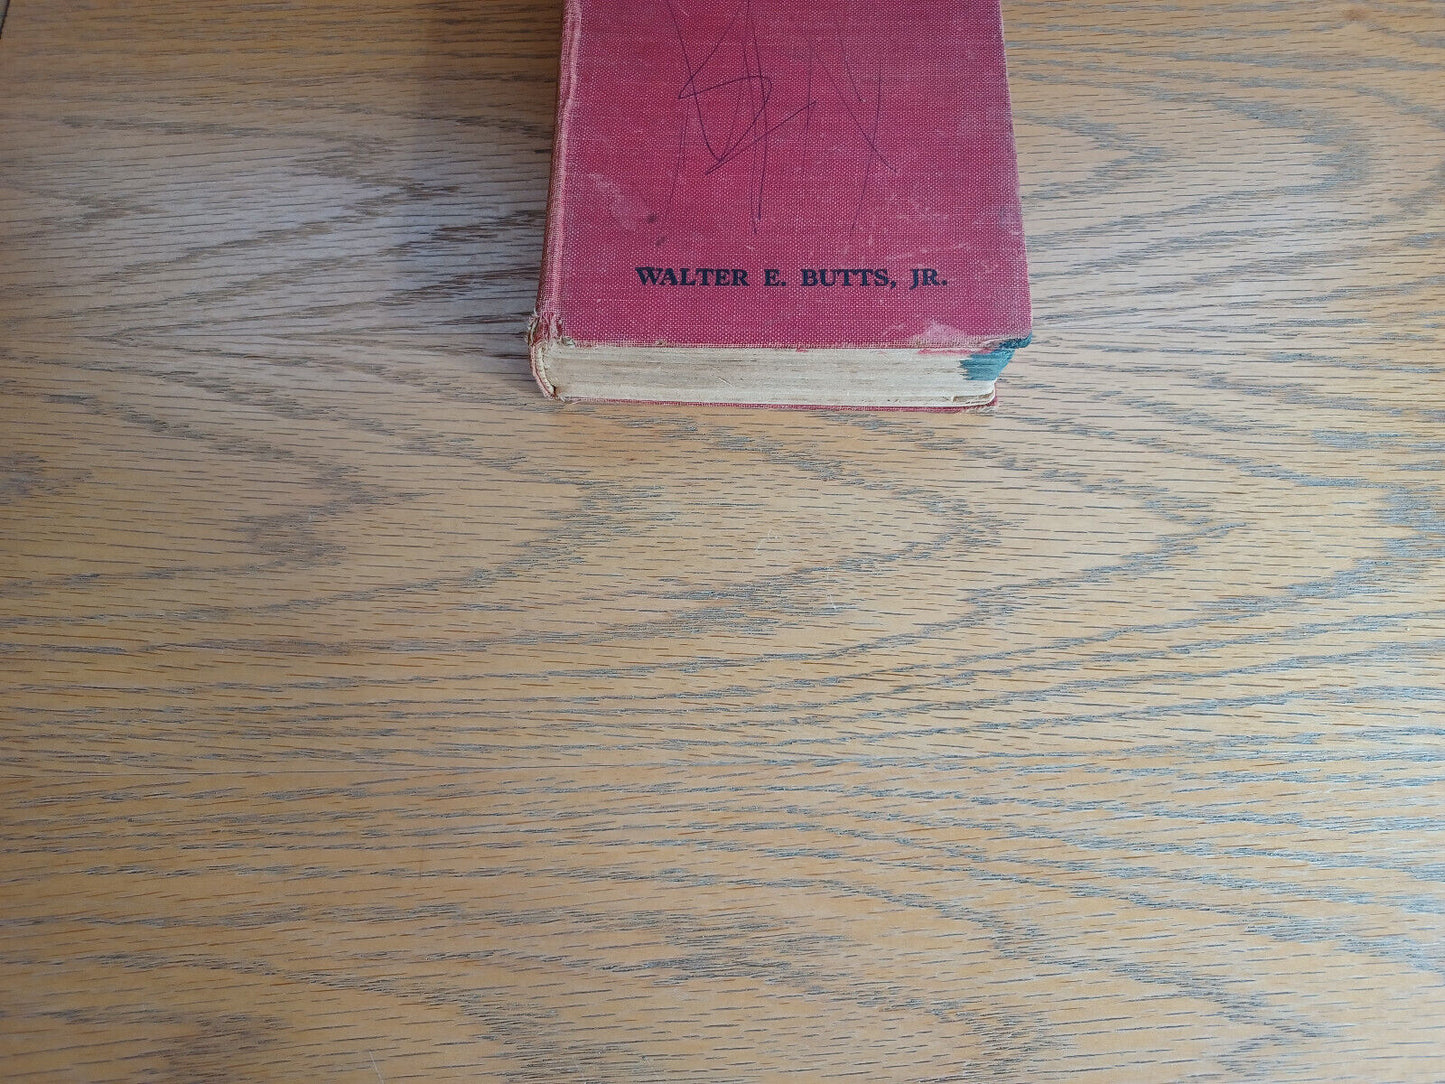 WALTER E. BUTTS, JR.